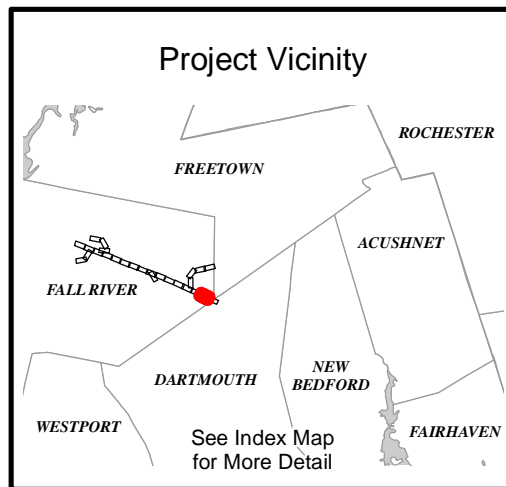 Project Vicinity
ROCHESTER
FREETOWN
ACUSHNET
FALL RIVER
DARTMOUTH
NEW
BEDFORD
WESTPORT
FAIRHAVEN
See Index Map
for More Detail